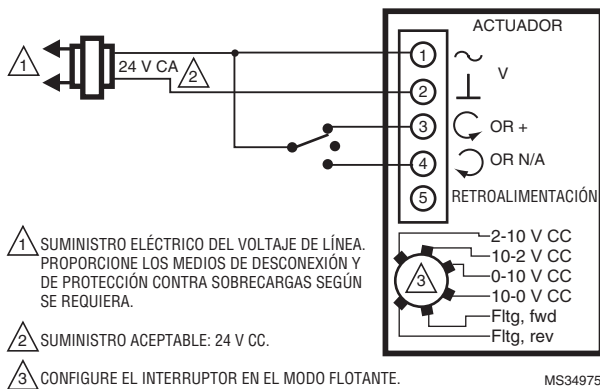 ACTUADOR
1
24 V CA
2
1
V
2
3
OR +
4
OR N/A
5
RETROALIMENTACIÓN
2-10 V CC
10-2 V CC
0-10 V CC
10-0 V CC
Fltg, fwd
Fltg, rev
3
1 SUMINISTRO ELÉCTRICO DEL VOLTAJE DE LÍNEA.
PROPORCIONE LOS MEDIOS DE DESCONEXIÓN Y
DE PROTECCIÓN CONTRA SOBRECARGAS SEGÚN
SE REQUIERA.
2 SUMINISTRO ACEPTABLE: 24 V CC.
3 CONFIGURE EL INTERRUPTOR EN EL MODO FLOTANTE.
MS34975